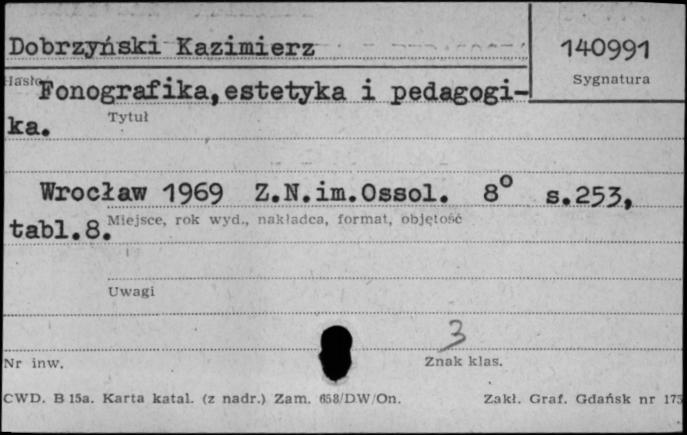 Dobrzyński Kazimierz
140991
Hasło
Sygnatura
Fonografika, estetyka i pedagogi-
Tytuł
ka.
Wrocław 1969 Z.N.im.Ossol. 8° s.253,
Miejsce, rok wyd., nakładca, format, objętość
tabl.8.
Uwagi
3
Nr inw.
Znak klas.
CWD. B 15a. Karta katal. (z nadr.) Zam. 658/DW/On. Zakł. Graf. Gdańsk nr 175